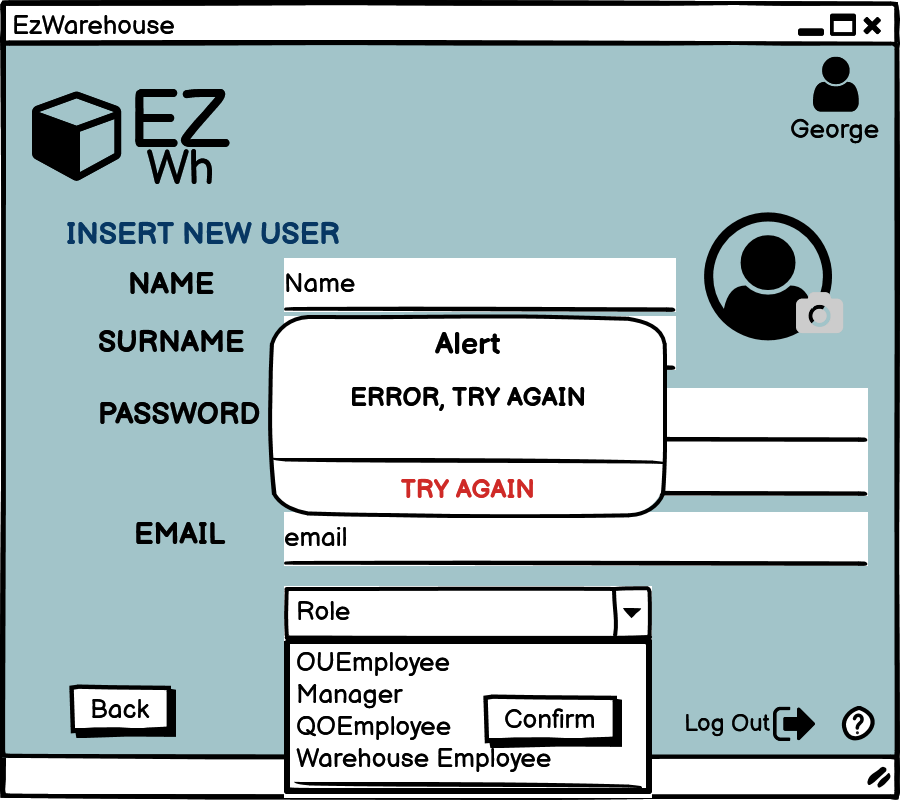 EzWarehouse
George
EZ
Wh
INSERT NEW USER
NAME
Name
SURNAME
Alert
ERROR, TRY AGAIN
PASSWORD
TRY AGAIN
EMAIL
email
Role
OUEmployee
Manager
QOEmployee
Warehouse Employee
Back
Confirm
Log Out
?